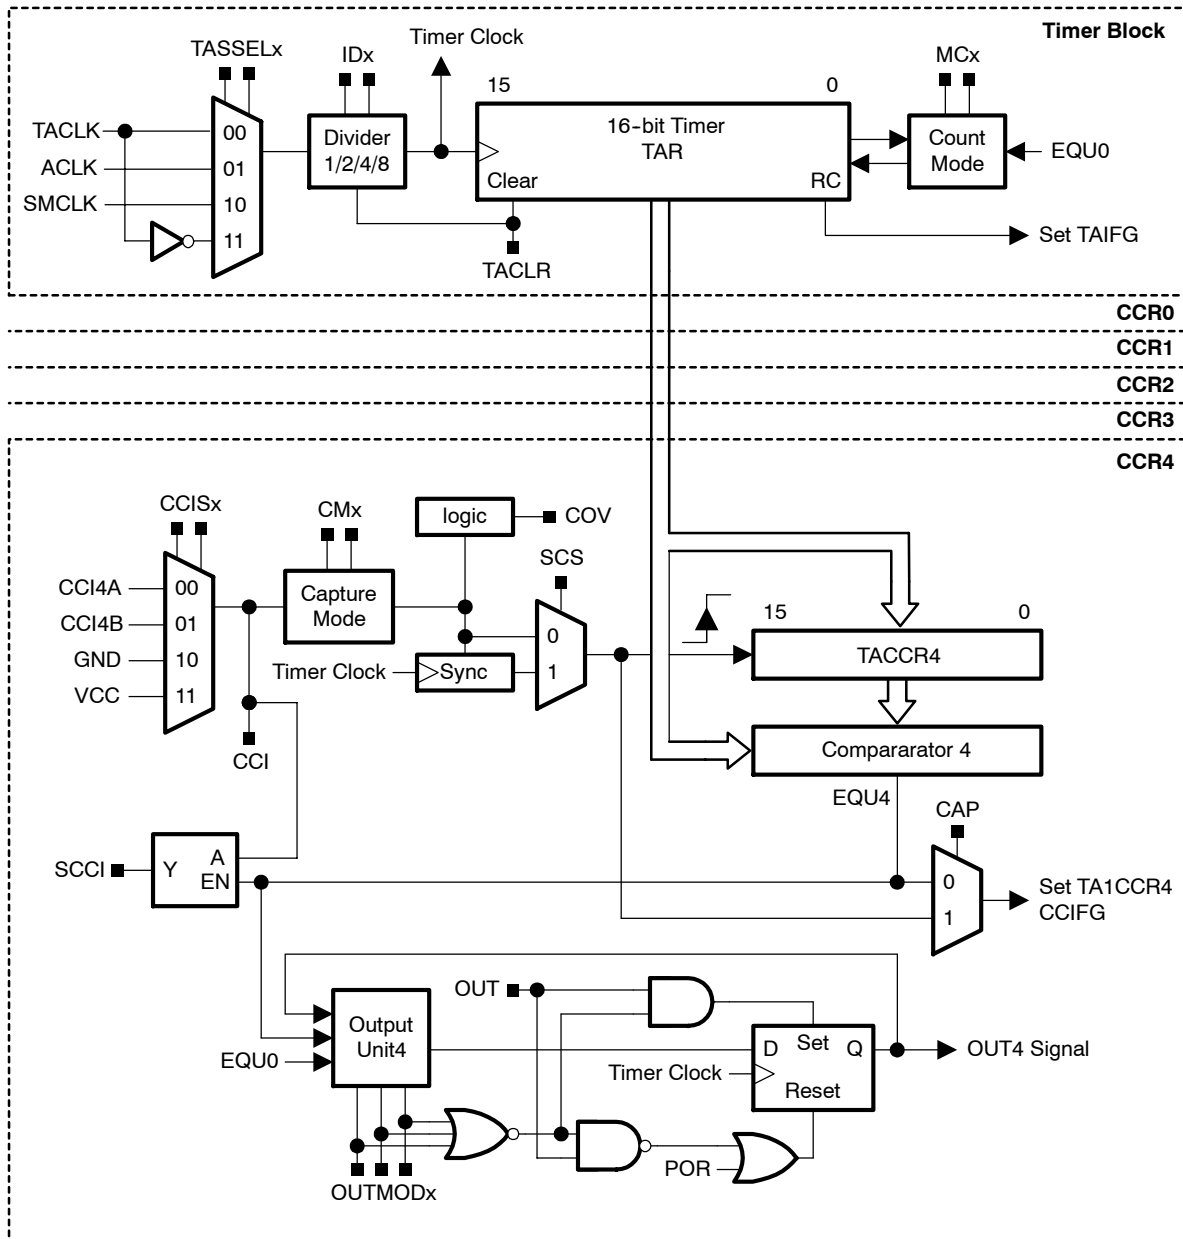 Timer Block
Timer Clock
TASSELx
IDx
MCx
15
0
TACLK
ACLK
SMCLK
00
01
10
11
Divider
1/2/4/8
16-bit Timer
TAR
Clear
RC
Count
Mode
EQU0
Set TAIFG
TACLR
CCR0
CCR1
CCR2
CCR3
CCR4
CCISx
CMx
logic
COV
SCS
CCI4A
CCI4B
GND
VCC
00
01
10
11
Capture
Mode
Timer Clock
Sync
0
1
15
0
TACCR4
CCI
Compararator 4
EQU4
CAP
SCCI
Y
A
EN
0
1
Set TA1CCR4
CCIFG
OUT
Output
Unit4
EQU0
D
Set
Q
Reset
Timer Clock
OUT4 Signal
POR
OUTMODx